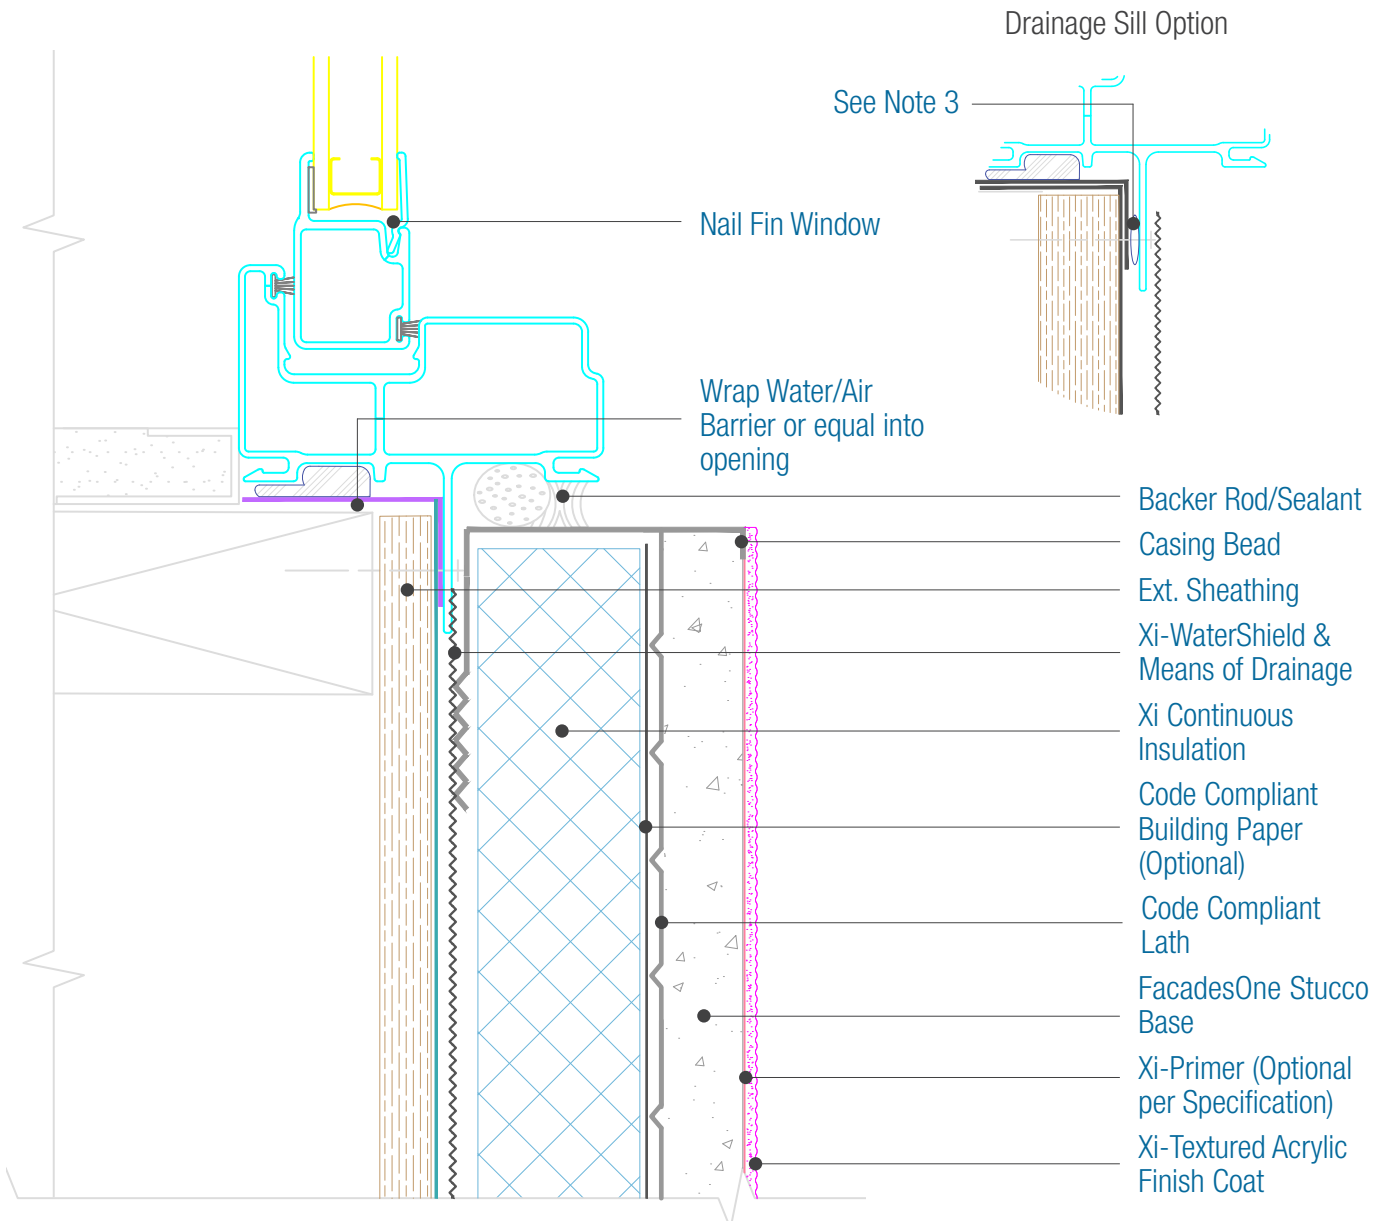 Drainage Sill Option
See Note 3
Nail Fin Window
Wrap Water/Air
Barrier or equal into
opening
Backer Rod/Sealant
Casing Bead
Ext. Sheathing
Xi-WaterShield &
Means of Drainage
Xi Continuous
Insulation
Code Compliant
Building Paper
(Optional)
Code Compliant
Lath
FacadesOne Stucco
Base
Xi-Primer (Optional
per Specification)
Xi-Textured Acrylic
Finish Coat